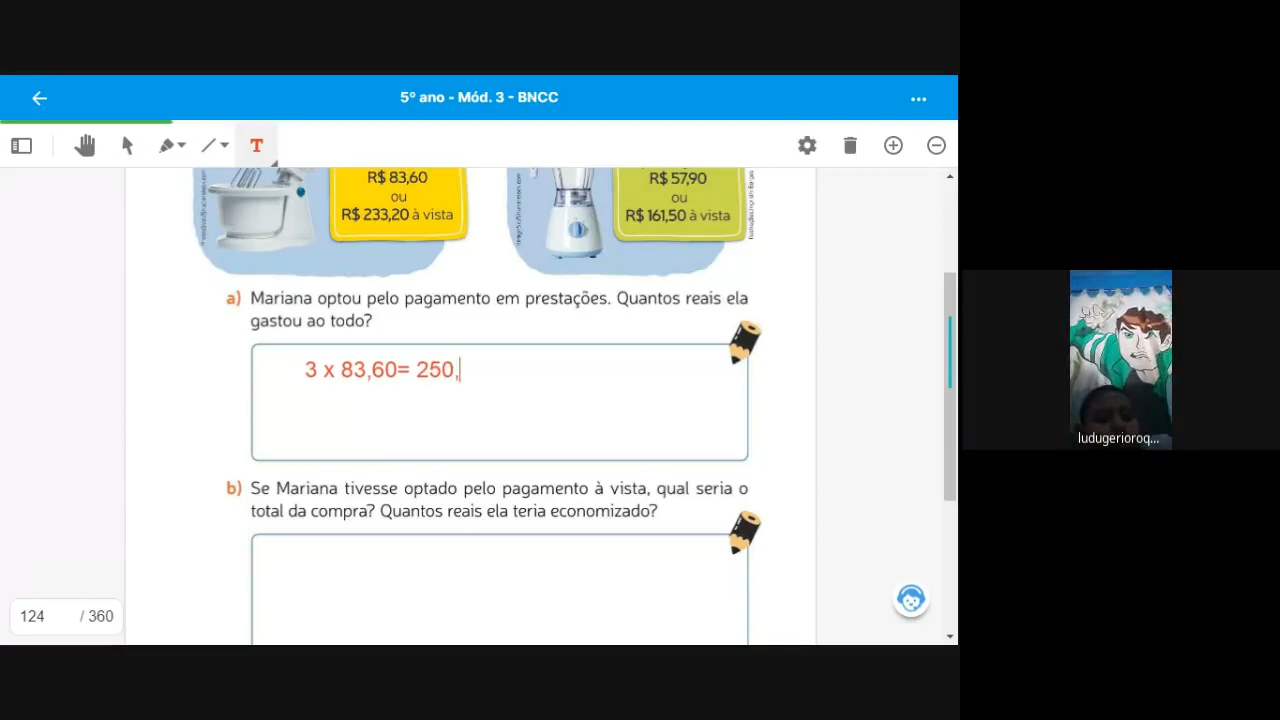 5º ano - Mód. 3 - BNCC
T
R$ 83,60
ou
R$ 233,20 à vista
R$ 57,90
ou
R$ 161,50 à vista
a) Mariana optou pelo pagamento em prestações. Quantos reais ela
gastou ao todo?
3 x 83,60= 250,
b) Se Mariana tivesse optado pelo pagamento à vista, qual seria o
total da compra? Quantos reais ela teria economizado?
124 / 360
ludugerioroq...